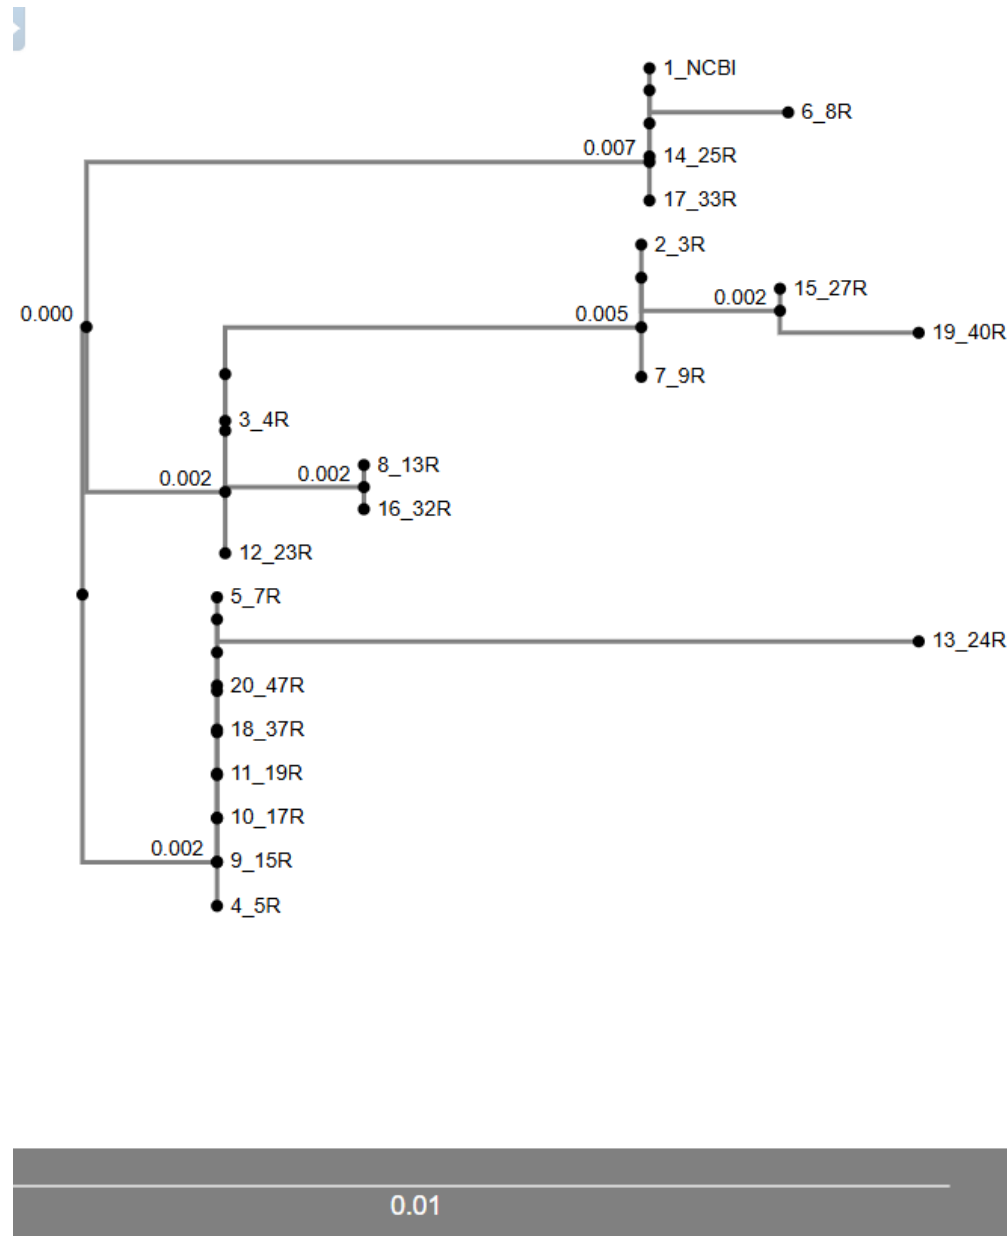 1_NCBI
6_8R
0.007
14_25R
17_33R
2_3R
15_27R
0.002
0.000
0.005
19_40R
7_9R
3_4R
8_13R
0.002
0.002
16_32R
12_23R
5_7R
13_24R
20_47R
18_37R
11_19R
10_17R
0.002
9_15R
4_5R
0.01